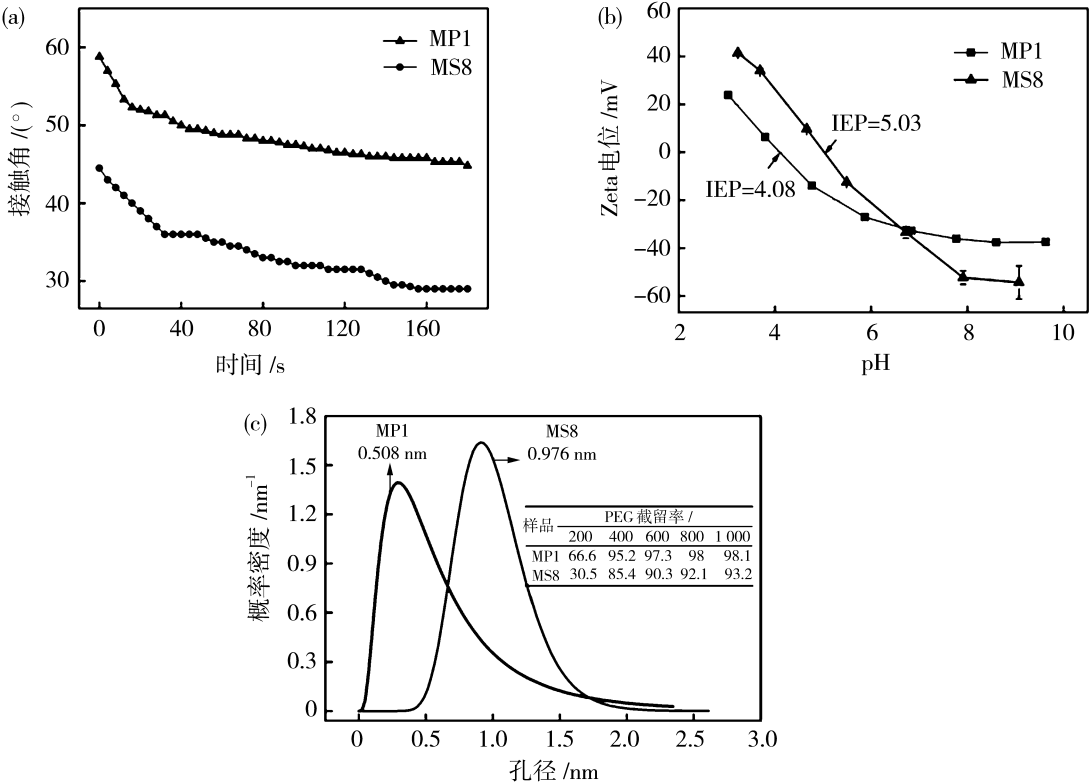 (a)
60
50
40
30
接触角 /(°)
MP1
MS8
0 40 80 120 160
时间 /s
(b)
60
40
20
0
−20
−40
−60
Zeta 电位 /mV
MP1
MS8
IEP=5.03
IEP=4.08
2 4 6 8 10
pH
(c)
1.8
1.5
1.2
0.9
0.6
0.3
0
概率密度 /nm⁻¹
MP1
0.508 nm
MS8
0.976 nm
样品 PEG 截留率 /
200 400 600 800 1 000
MP1 66.6 95.2 97.3 98 98.1
MS8 30.5 85.4 90.3 92.1 93.2
0 0.5 1.0 1.5 2.0 2.5 3.0
孔径 /nm